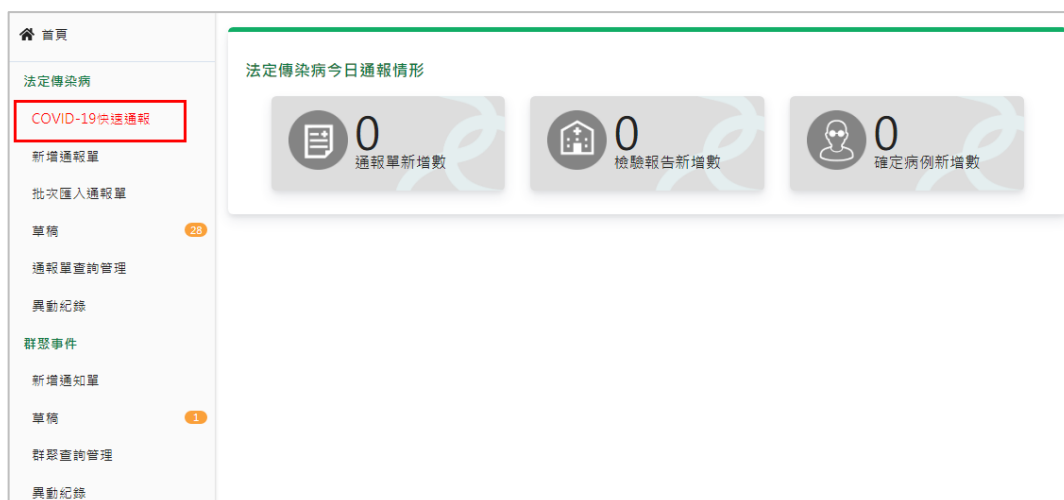 首頁
法定傳染病
COVID-19快速通報
新增通報單
批次匯入通報單
草稿 28
通報單查詢管理
異動紀錄
群聚事件
新增通知單
草稿 1
群聚查詢管理
異動紀錄
法定傳染病今日通報情形
0
通報單新增數
0
檢驗報告新增數
0
確定病例新增數